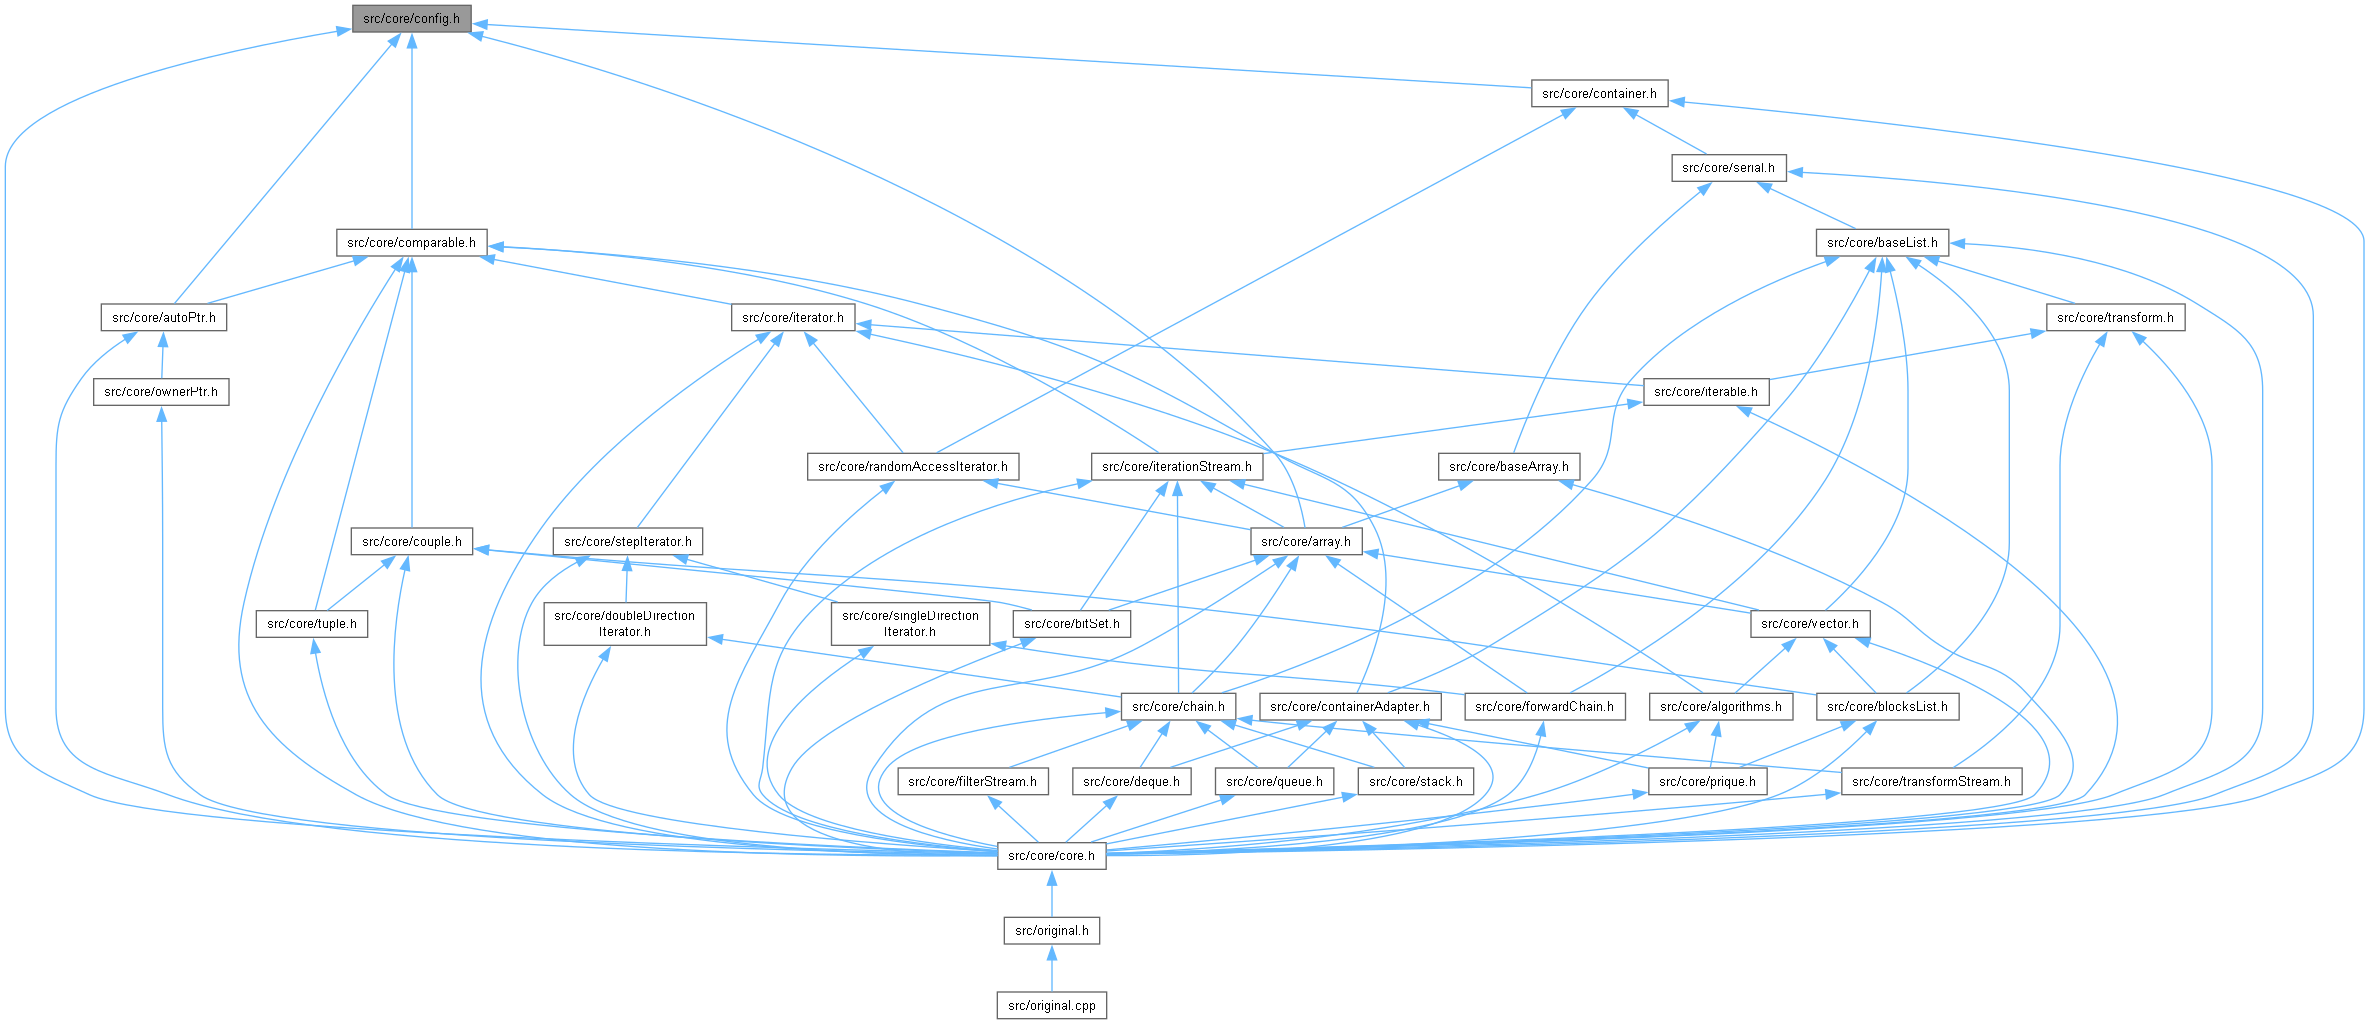 src/core/config.h
src/core/container.h
src/core/serial.h
src/core/comparable.h
src/core/baseList.h
src/core/autoPtr.h
src/core/iterator.h
src/core/transform.h
src/core/ownerPtr.h
src/core/iterable.h
src/core/randomAccessIterator.h
src/core/iterationStream.h
src/core/baseArray.h
src/core/couple.h
src/core/stepIterator.h
src/core/array.h
src/core/tuple.h
src/core/doubleDirection
Iterator.h
src/core/singleDirection
Iterator.h
src/core/bitSet.h
src/core/vector.h
src/core/chain.h
src/core/containerAdapter.h
src/core/forwardChain.h
src/core/algorithms.h
src/core/blocksList.h
src/core/filterStream.h
src/core/deque.h
src/core/queue.h
src/core/stack.h
src/core/prique.h
src/core/transformStream.h
src/core/core.h
src/original.h
src/original.cpp